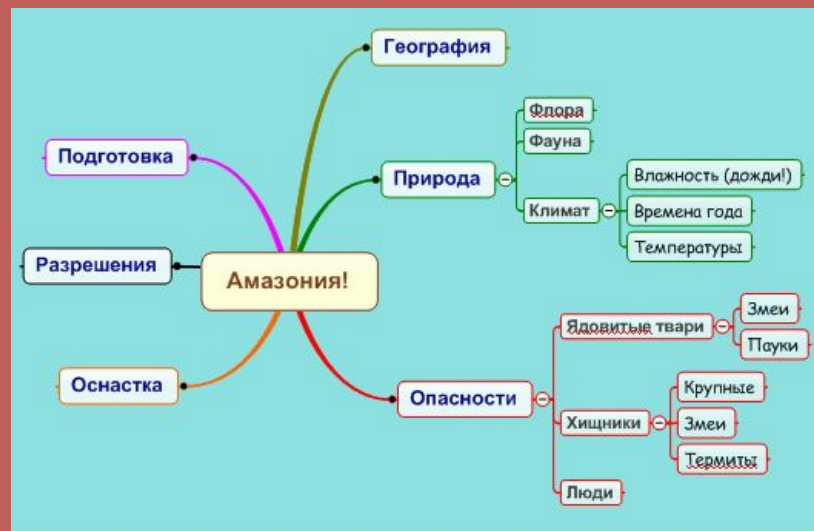 География
Природа
Флора
Фауна
Климат
Влажность (дожди!)
Времена года
Температуры
Подготовка
Разрешения
Амазония!
Оснастка
Опасности
Ядовитые твари
Змеи
Пауки
Хищники
Крупные
Змеи
Термиты
Люди